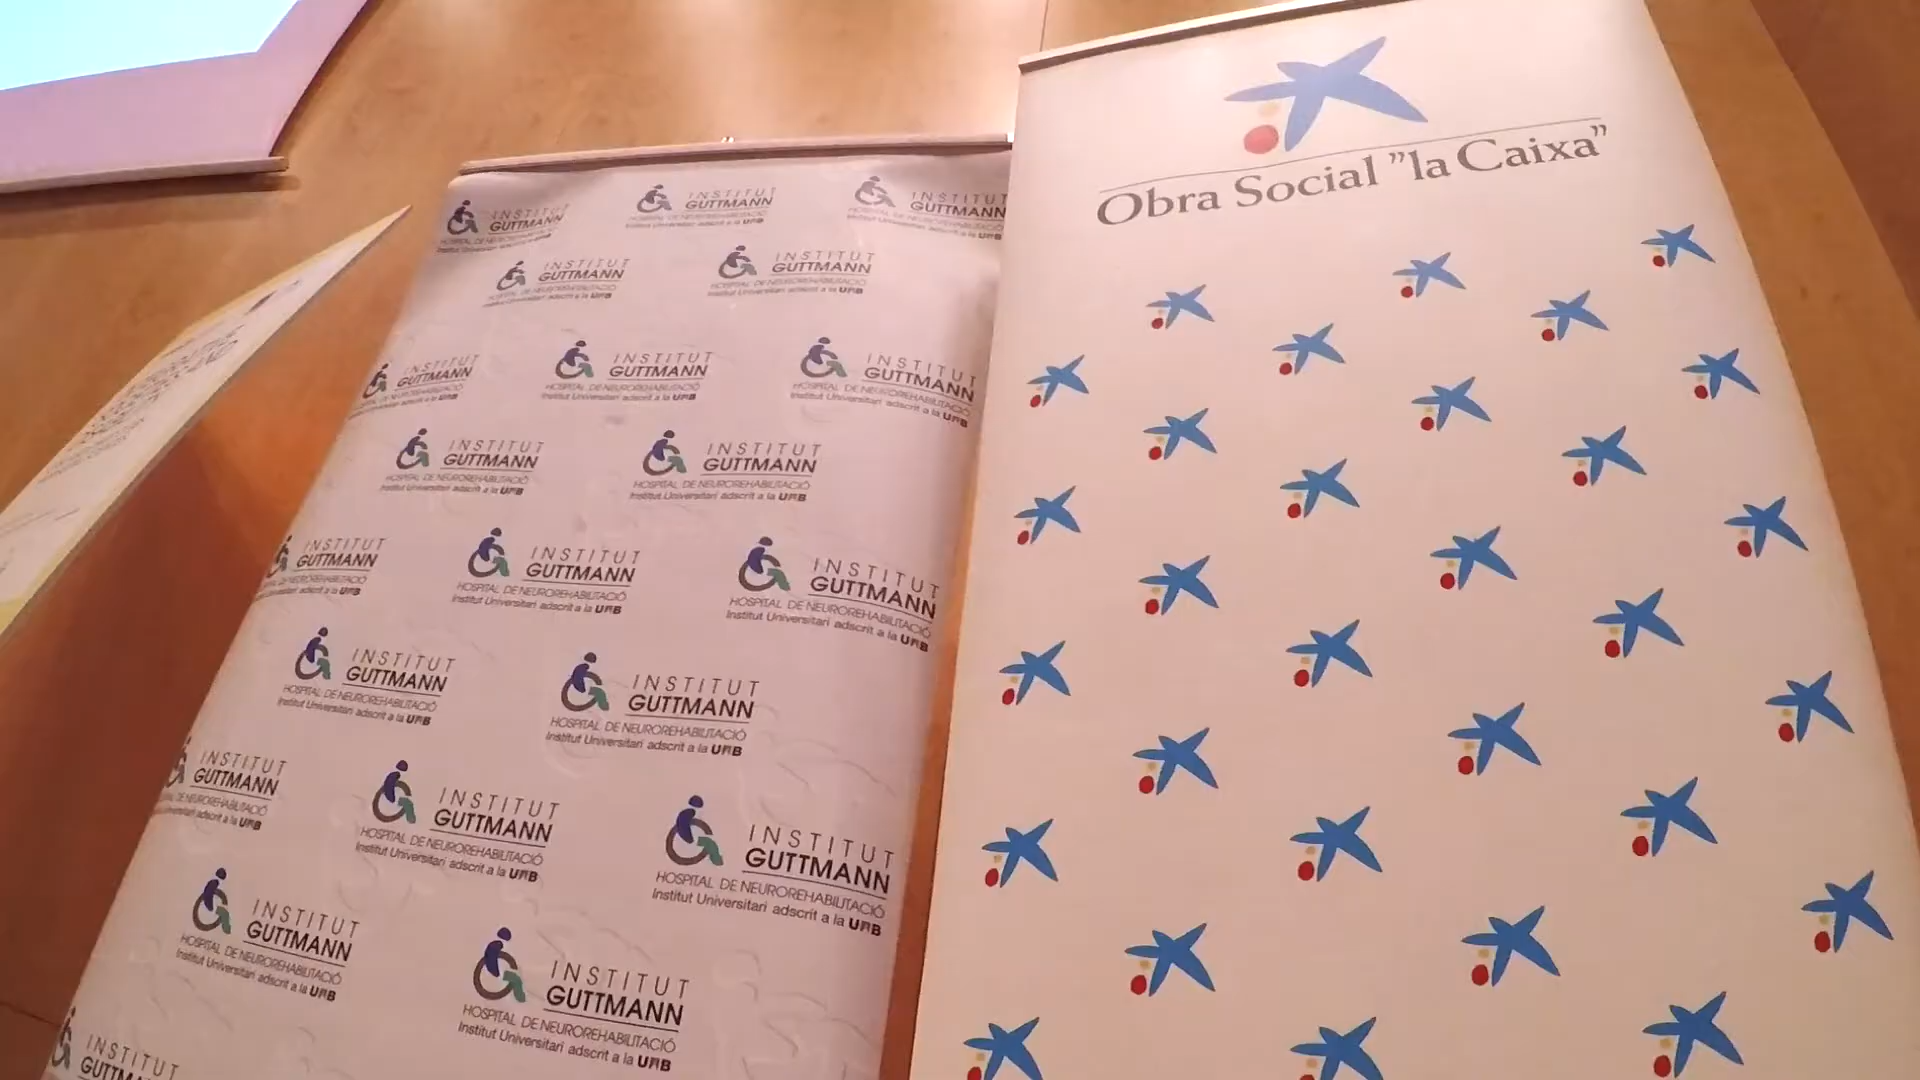 INSTITUT
GUTTMANN
HOSPITAL DE NEUROREHABILITACIÓ
Institut Universitari adscrit a la UAB
Obra Social "la Caixa"